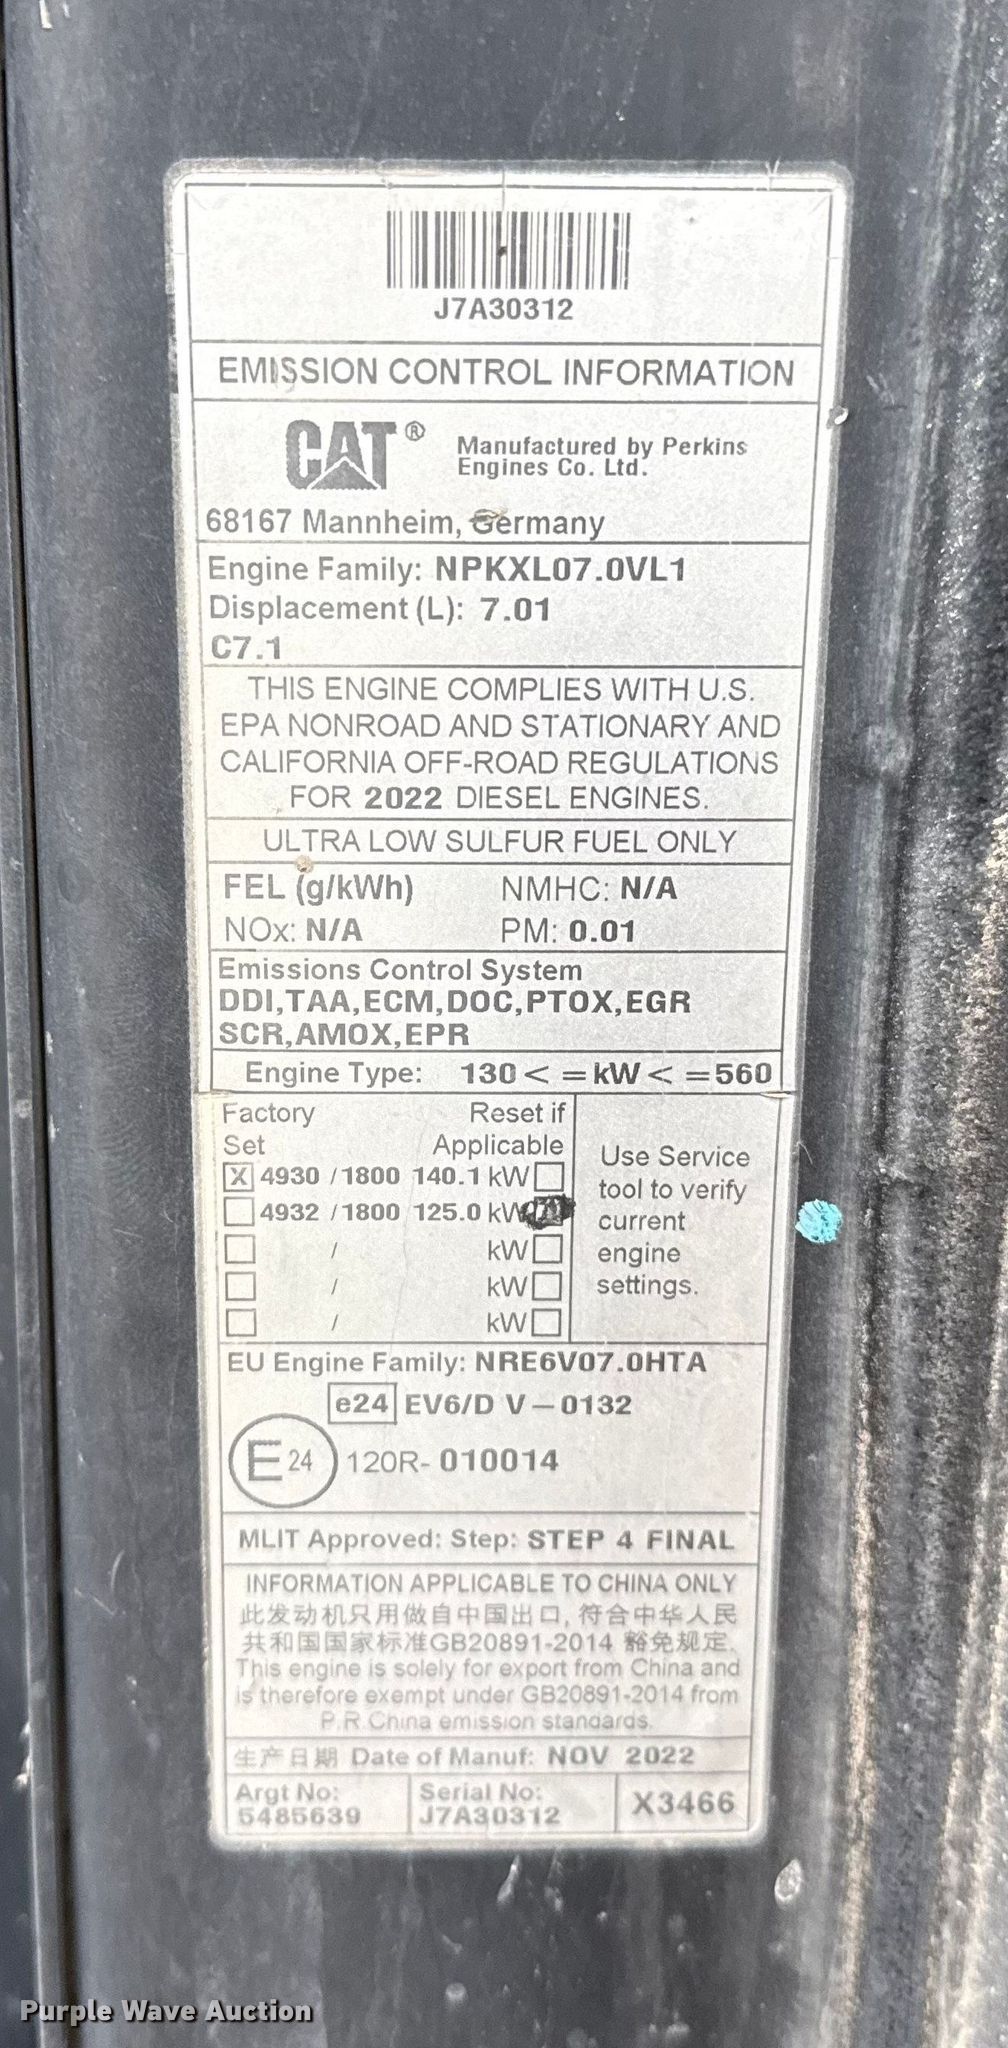 J7A30312
EMISSION CONTROL INFORMATION
CAT® Manufactured by Perkins
Engines Co. Ltd.
68167 Mannheim, Germany
Engine Family: NPKXL07.0VL1
Displacement (L): 7.01
C7.1
THIS ENGINE COMPLIES WITH U.S.
EPA NONROAD AND STATIONARY AND
CALIFORNIA OFF-ROAD REGULATIONS
FOR 2022 DIESEL ENGINES.
ULTRA LOW SULFUR FUEL ONLY
FEL (g/kWh) NMHC: N/A
NOx: N/A PM: 0.01
Emissions Control System
DDI,TAA,ECM,DOC,PTOX,EGR
SCR,AMOX,EPR
Engine Type: 130 < = kW < = 560
Factory Reset if
Set Applicable
X 4930 / 1800 140.1 kW
4932 / 1800 125.0 kW
/ kW
/ kW
/ kW
Use Service
tool to verify
current
engine
settings.
EU Engine Family: NRE6V07.0HTA
e24 EV6/D V-0132
E 24 120R- 010014
MLIT Approved: Step: STEP 4 FINAL
INFORMATION APPLICABLE TO CHINA ONLY
此发动机只用做自中国出口, 符合中华人民
共和国国家标准GB20891-2014 豁免规定.
This engine is solely for export from China and
is therefore exempt under GB20891-2014 from
P.R.China emission standards.
生产日期 Date of Manuf: NOV 2022
Argt No: Serial No:
5485639 J7A30312 X3466
Purple Wave Auction